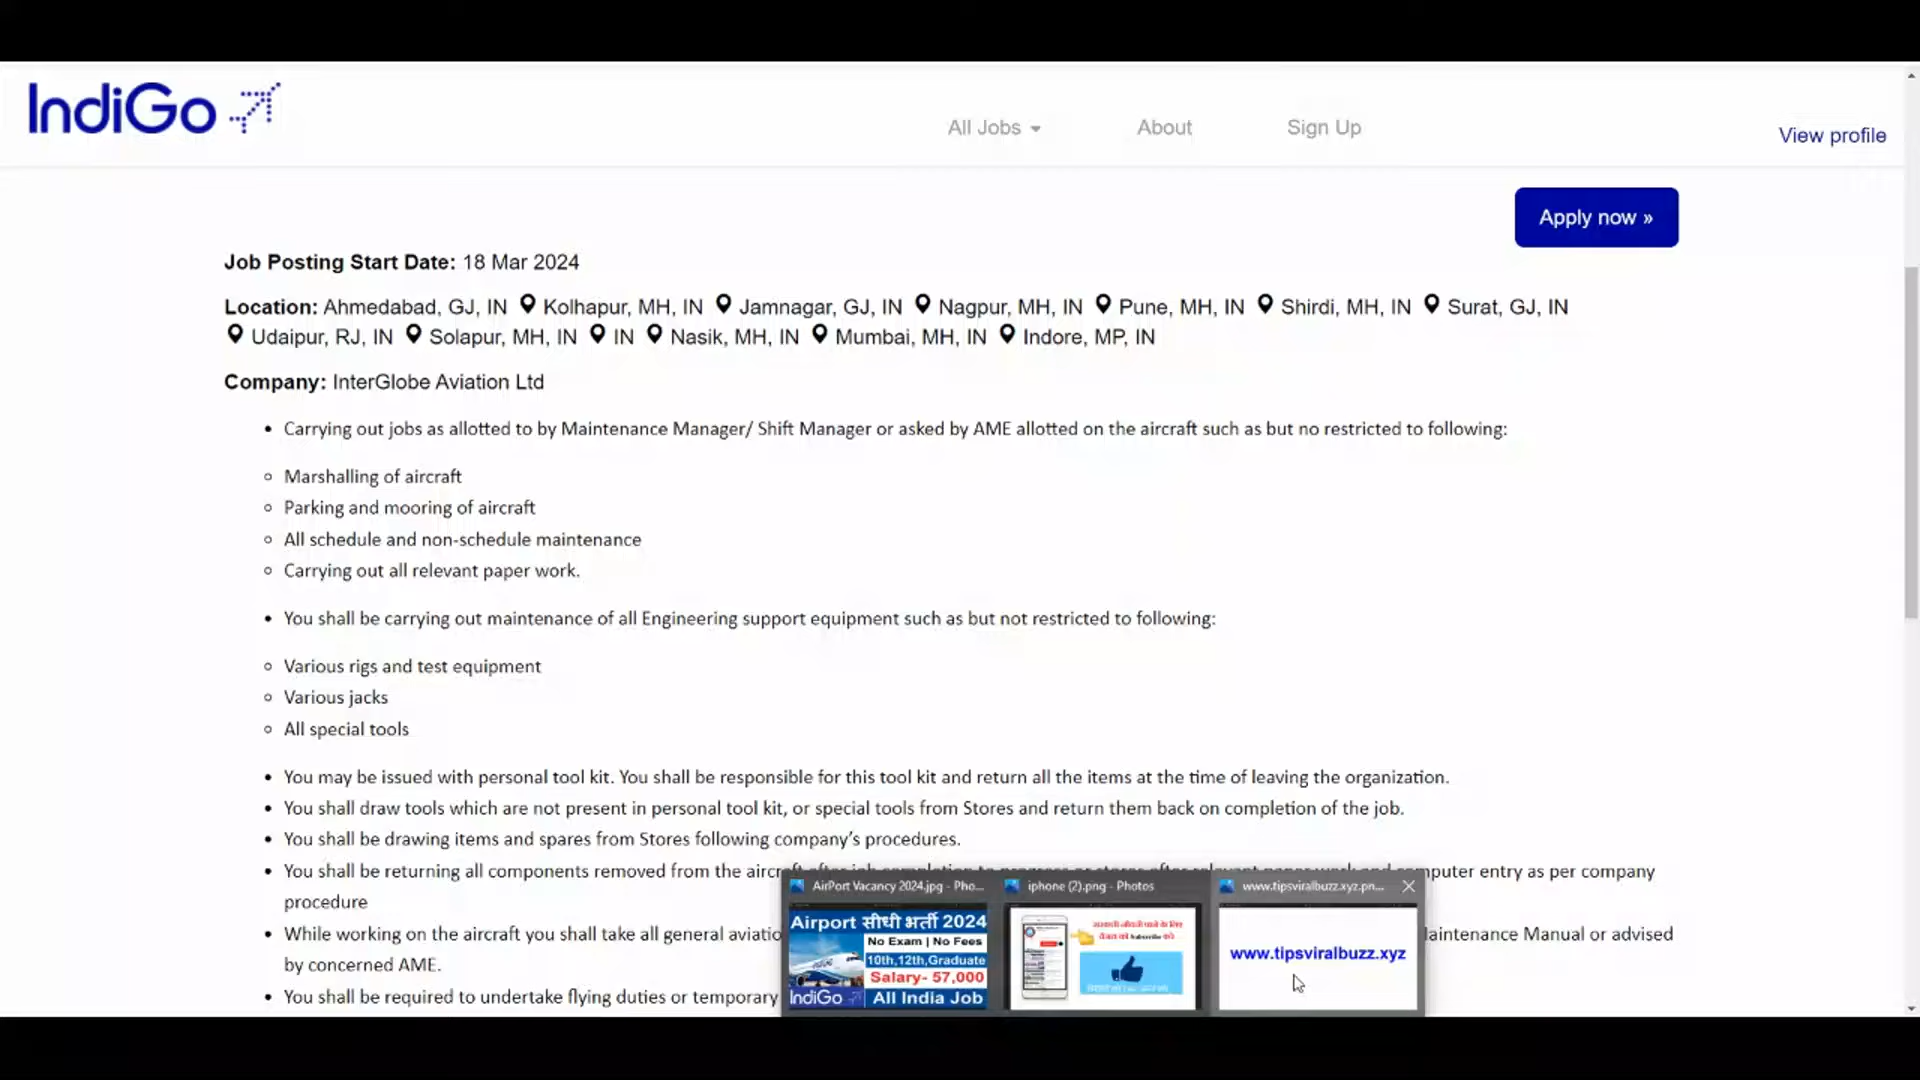 IndiGo
All Jobs
About
Sign Up
View profile
Apply now »
Job Posting Start Date: 18 Mar 2024
Location: Ahmedabad, GJ, IN Kolhapur, MH, IN Jamnagar, GJ, IN Nagpur, MH, IN Pune, MH, IN Shirdi, MH, IN Surat, GJ, IN
Udaipur, RJ, IN Solapur, MH, IN IN Nasik, MH, IN Mumbai, MH, IN Indore, MP, IN
Company: InterGlobe Aviation Ltd
Carrying out jobs as allotted to by Maintenance Manager/ Shift Manager or asked by AME allotted on the aircraft such as but no restricted to following:
Marshalling of aircraft
Parking and mooring of aircraft
All schedule and non-schedule maintenance
Carrying out all relevant paper work.
You shall be carrying out maintenance of all Engineering support equipment such as but not restricted to following:
Various rigs and test equipment
Various jacks
All special tools
You may be issued with personal tool kit. You shall be responsible for this tool kit and return all the items at the time of leaving the organization.
You shall draw tools which are not present in personal tool kit, or special tools from Stores and return them back on completion of the job.
You shall be drawing items and spares from Stores following company's procedures.
You shall be returning all components removed from the computer entry as per company
procedure
While working on the aircraft you shall take all general Maintenance Manual or advised
by concerned AME.
You shall be required to undertake flying duties or temporary
AirPort Vacancy 2024.jpg - Pho...
iphone (2).png - Photos
www.tipsviralbuzz.xyz.pn...
Airport सीधी भर्ती 2024
No Exam | No Fees
10th,12th,Graduate
Salary- 57,000
IndiGo All India Job
www.tipsviralbuzz.xyz